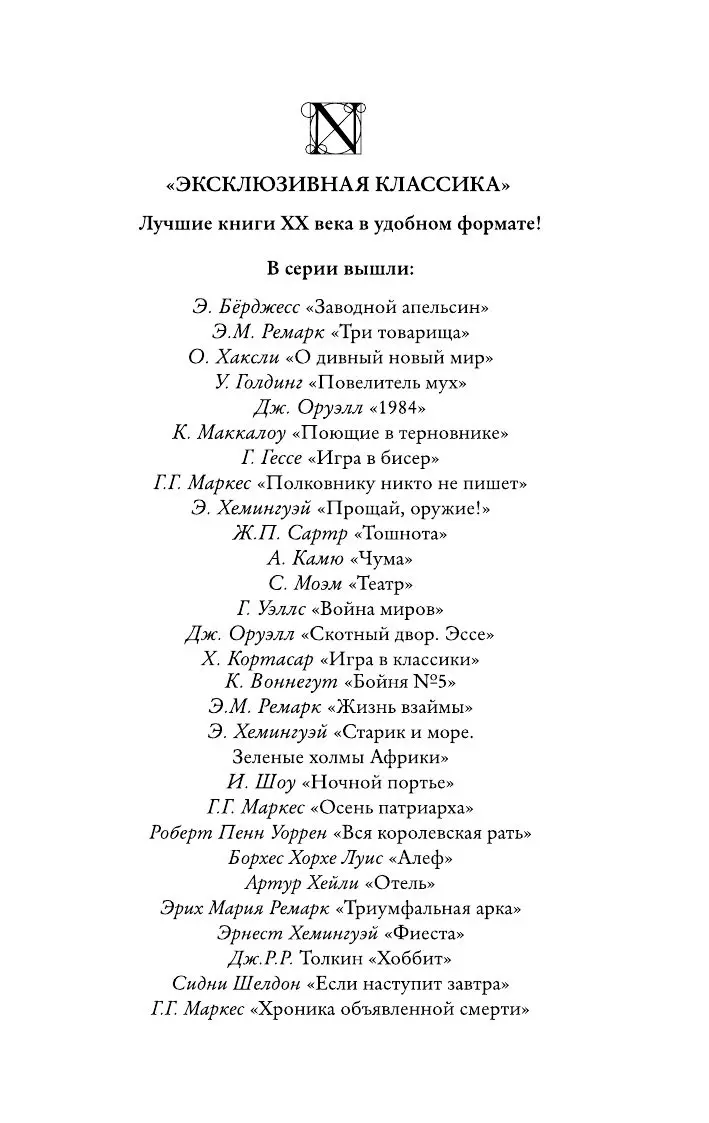 N
«ЭКСКЛЮЗИВНАЯ КЛАССИКА»
Лучшие книги XX века в удобном формате!
В серии вышли:
Э. Бёрджесс «Заводной апельсин»
Э.М. Ремарк «Три товарища»
О. Хаксли «О дивный новый мир»
У. Голдинг «Повелитель мух»
Дж. Оруэлл «1984»
К. Маккалоу «Поющие в терновнике»
Г. Гессе «Игра в бисер»
Г.Г. Маркес «Полковнику никто не пишет»
Э. Хемингуэй «Прощай, оружие!»
Ж.П. Сартр «Тошнота»
А. Камю «Чума»
С. Моэм «Театр»
Г. Уэллс «Война миров»
Дж. Оруэлл «Скотный двор. Эссе»
Х. Кортасар «Игра в классики»
К. Воннегут «Бойня №5»
Э.М. Ремарк «Жизнь взаймы»
Э. Хемингуэй «Старик и море.
Зеленые холмы Африки»
И. Шоу «Ночной портье»
Г.Г. Маркес «Осень патриарха»
Роберт Пенн Уоррен «Вся королевская рать»
Борхес Хорхе Луис «Алеф»
Артур Хейли «Отель»
Эрих Мария Ремарк «Триумфальная арка»
Эрнест Хемингуэй «Фиеста»
Дж.Р.Р. Толкин «Хоббит»
Сидни Шелдон «Если наступит завтра»
Г.Г. Маркес «Хроника объявленной смерти»